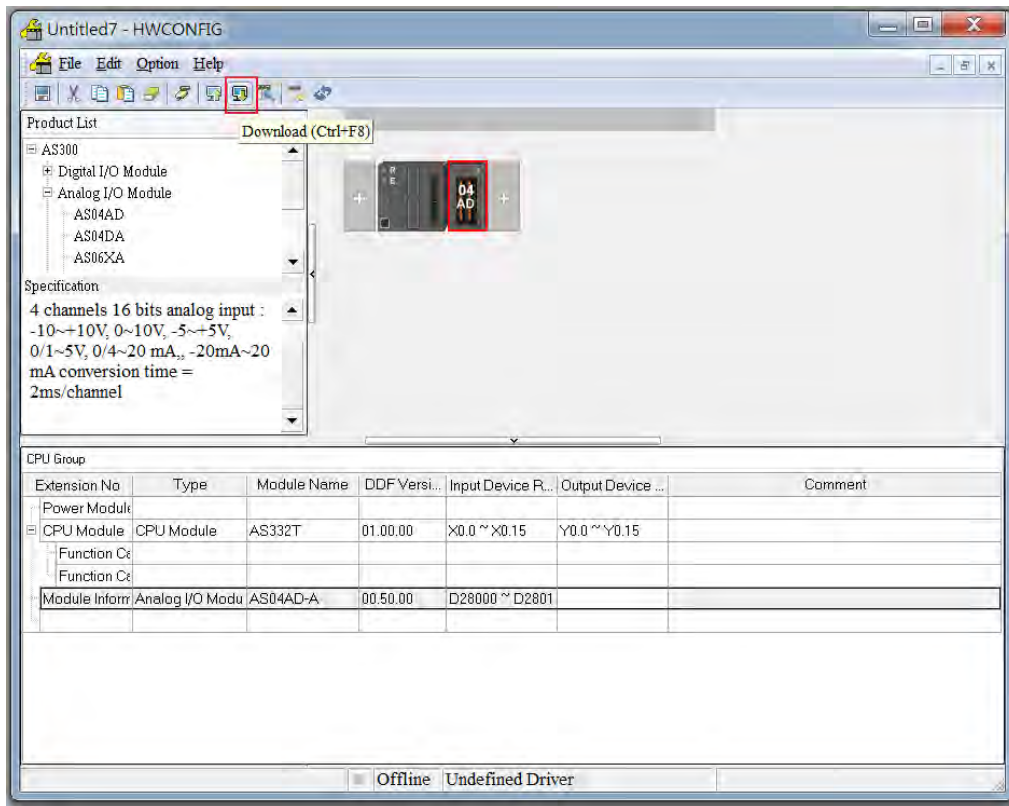 Untitled7 - HWCONFIG
File Edit Option Help
Product List
Download (Ctrl+F8)
AS300
Digital I/O Module
Analog I/O Module
AS04AD
AS04DA
AS06XA
R
E
04
AD
Specification
4 channels 16 bits analog input :
-10~+10V, 0~10V, -5~+5V,
0/1~5V, 0/4~20 mA,, -20mA~20
mA conversion time =
2ms/channel
CPU Group
Extension No Type Module Name DDF Versi... Input Device R... Output Device ... Comment
Power Module
CPU Module CPU Module AS332T 01.00.00 X0.0 ~ X0.15 Y0.0 ~ Y0.15
Function Ca
Function Ca
Module Inform Analog I/O Modu AS04AD-A 00.50.00 D28000 ~ D2801
Offline Undefined Driver